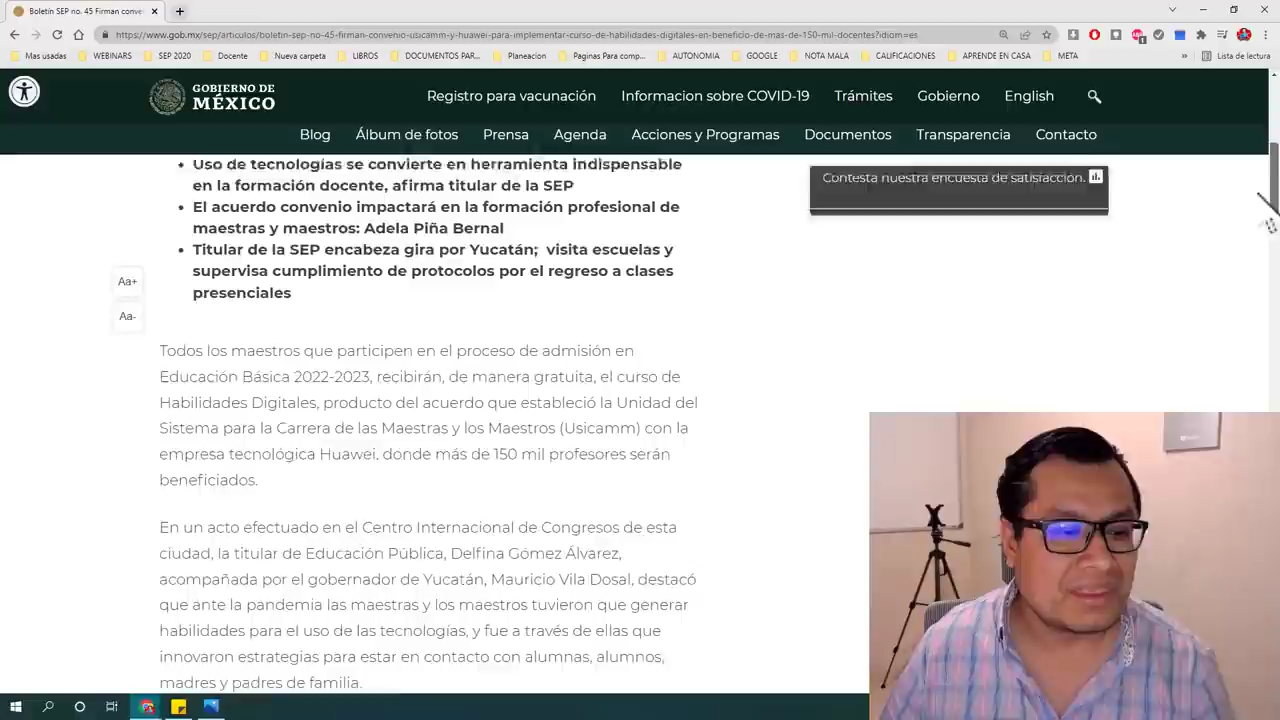 Boletín SEP no. 45 Firman conve
https://www.gob.mx/sep/articulos/boletin-sep-no-45-firman-convenio-usicamm-y-huawei-para-implementar-curso-de-habilidades-digitales-en-beneficio-de-mas-de-150-mil-docentes?idiom=es
Mas usadas WEBINARS SEP 2020 Docente Nueva carpeta LIBROS DOCUMENTOS PAR... Planeacion Paginas Para comp... AUTONOMIA GOOGLE NOTA MALA CALIFICACIONES APRENDE EN CASA META Lista de lectura
GOBIERNO DE
MÉXICO
Registro para vacunación Informacion sobre COVID-19 Trámites Gobierno English
Blog Álbum de fotos Prensa Agenda Acciones y Programas Documentos Transparencia Contacto
Uso de tecnologías se convierte en herramienta indispensable
en la formación docente, afirma titular de la SEP
El acuerdo convenio impactará en la formación profesional de
maestras y maestros: Adela Piña Bernal
Titular de la SEP encabeza gira por Yucatán; visita escuelas y
supervisa cumplimiento de protocolos por el regreso a clases
presenciales
Contesta nuestra encuesta de satisfacción.
Aa+
Aa-
Todos los maestros que participen en el proceso de admisión en
Educación Básica 2022-2023, recibirán, de manera gratuita, el curso de
Habilidades Digitales, producto del acuerdo que estableció la Unidad del
Sistema para la Carrera de las Maestras y los Maestros (Usicamm) con la
empresa tecnológica Huawei, donde más de 150 mil profesores serán
beneficiados.
En un acto efectuado en el Centro Internacional de Congresos de esta
ciudad, la titular de Educación Pública, Delfina Gómez Álvarez,
acompañada por el gobernador de Yucatán, Mauricio Vila Dosal, destacó
que ante la pandemia las maestras y los maestros tuvieron que generar
habilidades para el uso de las tecnologías, y fue a través de ellas que
innovaron estrategias para estar en contacto con alumnas, alumnos,
madres y padres de familia.